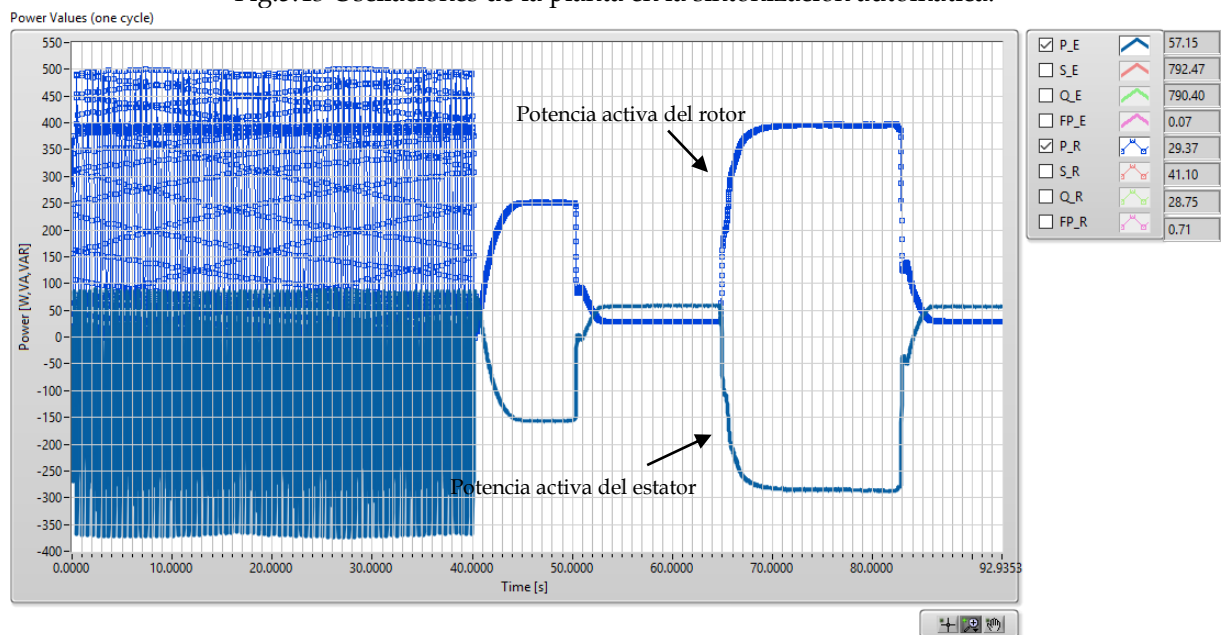 Power Values (one cycle)
550
500
450
400
350
300
250
200
150
100
50
0
-50
-100
-150
-200
-250
-300
-350
-400
Power [W,VA,VAR]
Potencia activa del rotor
Potencia activa del estator
0.0000 10.0000 20.0000 30.0000 40.0000 50.0000 60.0000 70.0000 80.0000 92.9353
Time [s]
P_E 57.15
S_E 792.47
Q_E 790.40
FP_E 0.07
P_R 29.37
S_R 41.10
Q_R 28.75
FP_R 0.71